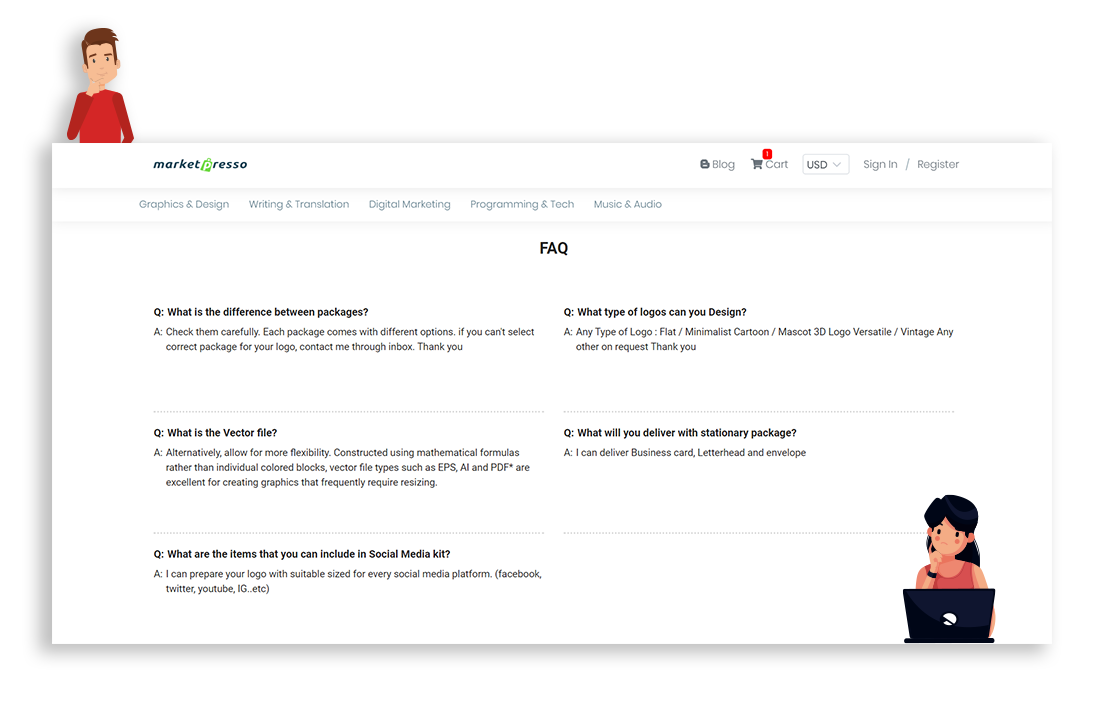 marketpresso
Blog
1
Cart
USD
Sign In / Register
Graphics & Design
Writing & Translation
Digital Marketing
Programming & Tech
Music & Audio
FAQ
Q: What is the difference between packages?
A: Check them carefully. Each package comes with different options. if you can't select
correct package for your logo, contact me through inbox. Thank you
Q: What type of logos can you Design?
A: Any Type of Logo : Flat / Minimalist Cartoon / Mascot 3D Logo Versatile / Vintage Any
other on request Thank you
Q: What is the Vector file?
A: Alternatively, allow for more flexibility. Constructed using mathematical formulas
rather than individual colored blocks, vector file types such as EPS, AI and PDF* are
excellent for creating graphics that frequently require resizing.
Q: What will you deliver with stationary package?
A: I can deliver Business card, Letterhead and envelope
Q: What are the items that you can include in Social Media kit?
A: I can prepare your logo with suitable sized for every social media platform. (facebook,
twitter, youtube, IG..etc)